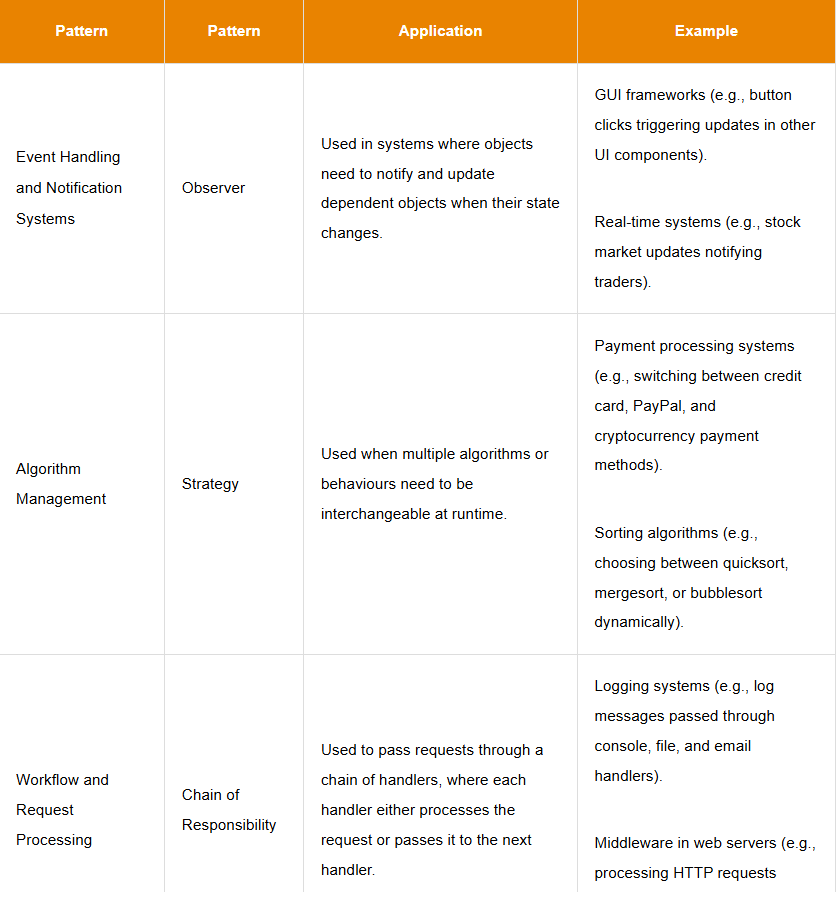 Pattern
Pattern
Application
Example
Event Handling
and Notification
Systems
Observer
Used in systems where objects
need to notify and update
dependent objects when their state
changes.
GUI frameworks (e.g., button
clicks triggering updates in other
UI components).
Real-time systems (e.g., stock
market updates notifying
traders).
Algorithm
Management
Strategy
Used when multiple algorithms or
behaviours need to be
interchangeable at runtime.
Payment processing systems
(e.g., switching between credit
card, PayPal, and
cryptocurrency payment
methods).
Sorting algorithms (e.g.,
choosing between quicksort,
mergesort, or bubblesort
dynamically).
Workflow and
Request
Processing
Chain of
Responsibility
Used to pass requests through a
chain of handlers, where each
handler either processes the
request or passes it to the next
handler.
Logging systems (e.g., log
messages passed through
console, file, and email
handlers).
Middleware in web servers (e.g.,
processing HTTP requests